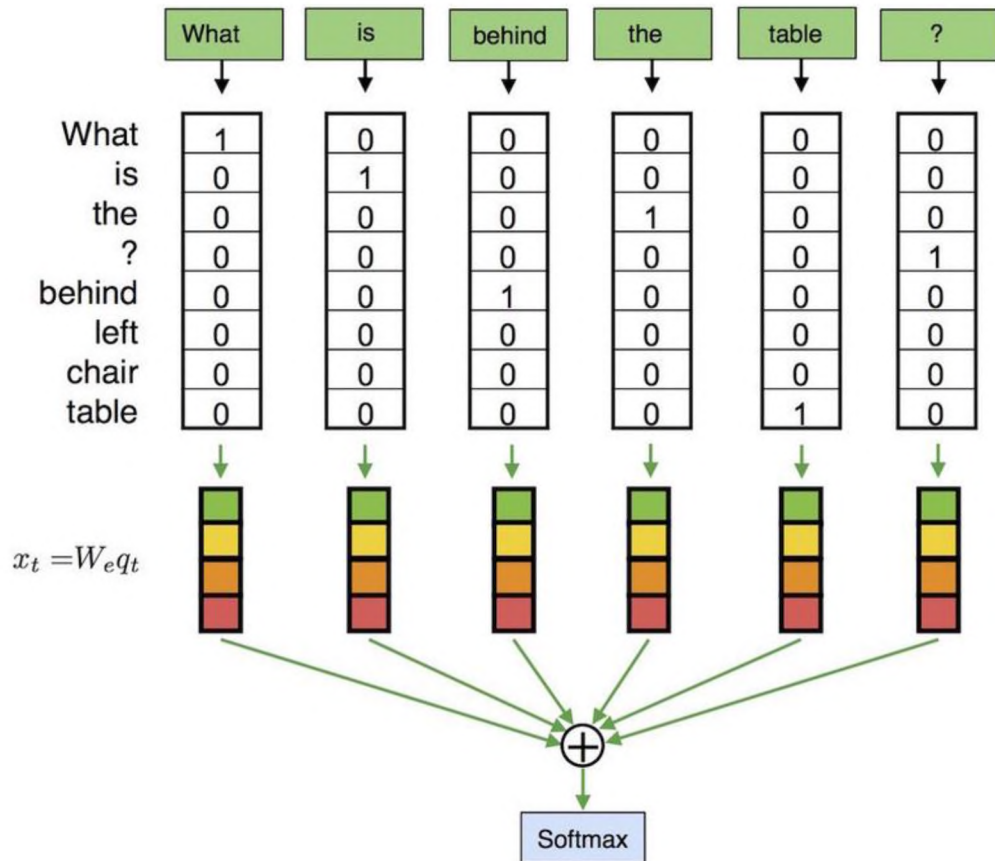 What is behind the table ?
What 1 0 0 0 0 0
is 0 1 0 0 0 0
the 0 0 0 1 0 0
? 0 0 0 0 0 1
behind 0 0 1 0 0 0
left 0 0 0 0 0 0
chair 0 0 0 0 0 0
table 0 0 0 0 1 0
x_t =W_e q_t
+
Softmax